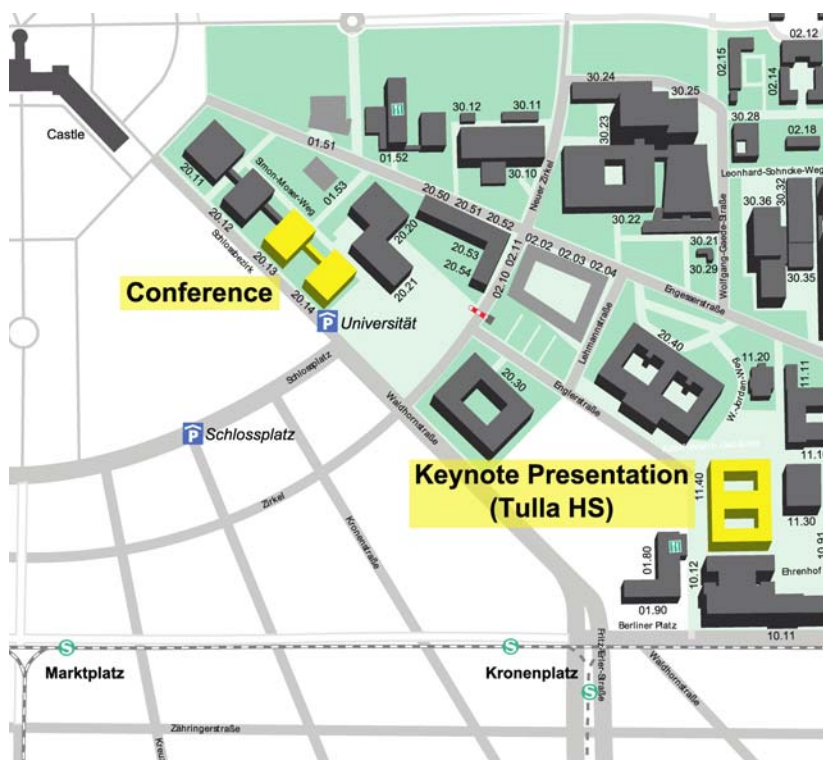 02.12
02.15
02.14
30.24
30.25
30.12
30.11
30.23
30.28
02.18
Castle
01.51
01.52
30.10
Neuer Zirkel
Leonhard-Sohncke-Weg
20.11
Simon-Moser-Weg
01.53
30.32
30.36
20.12
20.50
20.51
20.52
30.22
Wolfgang-Gaede-Straße
20.20
20.53
02.11
02.02
02.03
02.04
30.21
30.29
30.35
Schlossbezirk
20.13
20.54
02.10
20.21
20.14
Conference
Engesserstraße
P Universität
Lehmannstraße
20.40
11.20
W.-Jordan-Weg
11.11
Schlossplatz
20.30
Englerstraße
Waldhornstraße
P Schlossplatz
11.10
Keynote Presentation
(Tulla HS)
11.40
11.30
Zirkel
Kronenstraße
10.91
01.80
10.12
Ehrenhof
01.90
Berliner Platz
10.11
S
S
Marktplatz
Kronenplatz
S
Fritz-Erler-Straße
Waldhornstraße
Zähringerstraße